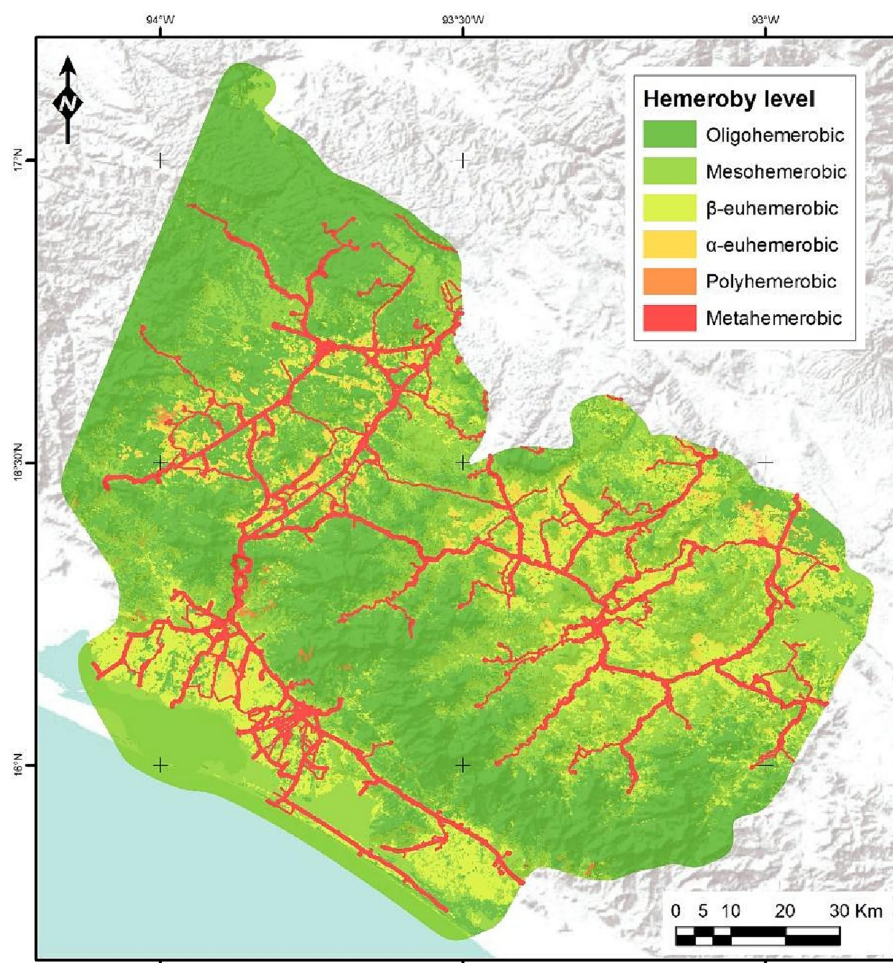 94°W 93°30'W 93°W
N
Hemeroby level
Oligohemerobic
Mesohemerobic
β-euhemerobic
α-euhemerobic
Polyhemerobic
Metahemerobic
17°N
16°30'N
16°N
0 5 10 20 30 Km